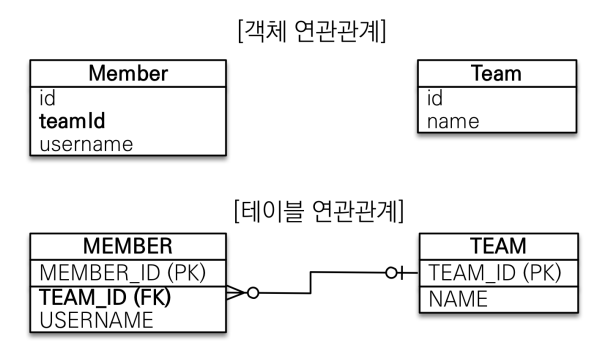 [객체 연관관계]
Member
id
teamId
username
Team
id
name
[테이블 연관관계]
MEMBER
MEMBER_ID (PK)
TEAM_ID (FK)
USERNAME
TEAM
TEAM_ID (PK)
NAME